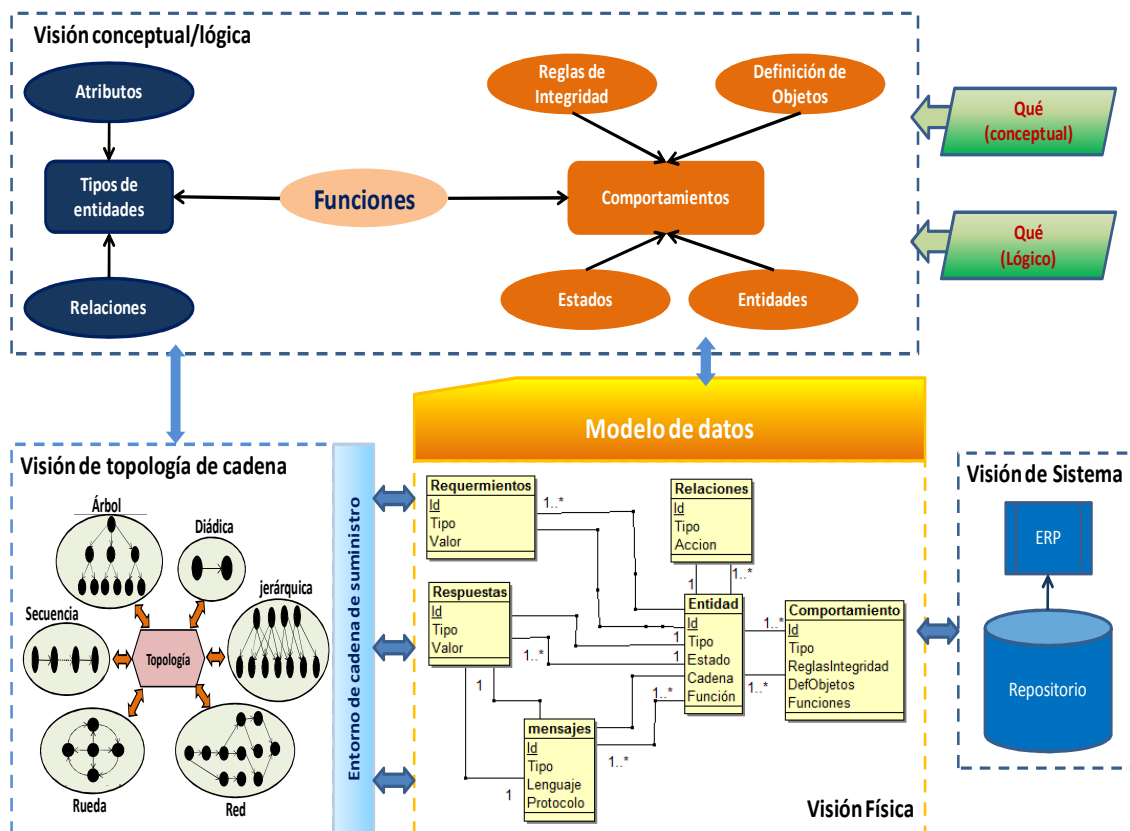 Visión conceptual/lógica
Atributos
Reglas de
Integridad
Definición de
Objetos
Qué
(conceptual)
Tipos de
entidades
Funciones
Comportamientos
Qué
(Lógico)
Relaciones
Estados
Entidades
Modelo de datos
Visión de topología de cadena
Árbol
Diádica
jerárquica
Secuencia
Topología
Rueda
Red
Entorno de cadena de suministro
Requermientos
Id
Tipo
Valor
1..*
Relaciones
Id
Tipo
Accion
1
1..*
Respuestas
Id
Tipo
Valor
1..*
1
1
1
Entidad
Id
Tipo
Estado
Cadena
Función
1
1
1..*
1..*
1..*
Comportamiento
Id
Tipo
ReglasIntegridad
DefObjetos
Funciones
mensajes
Id
Tipo
Lenguaje
Protocolo
1..*
Visión Física
Visión de Sistema
ERP
Repositorio